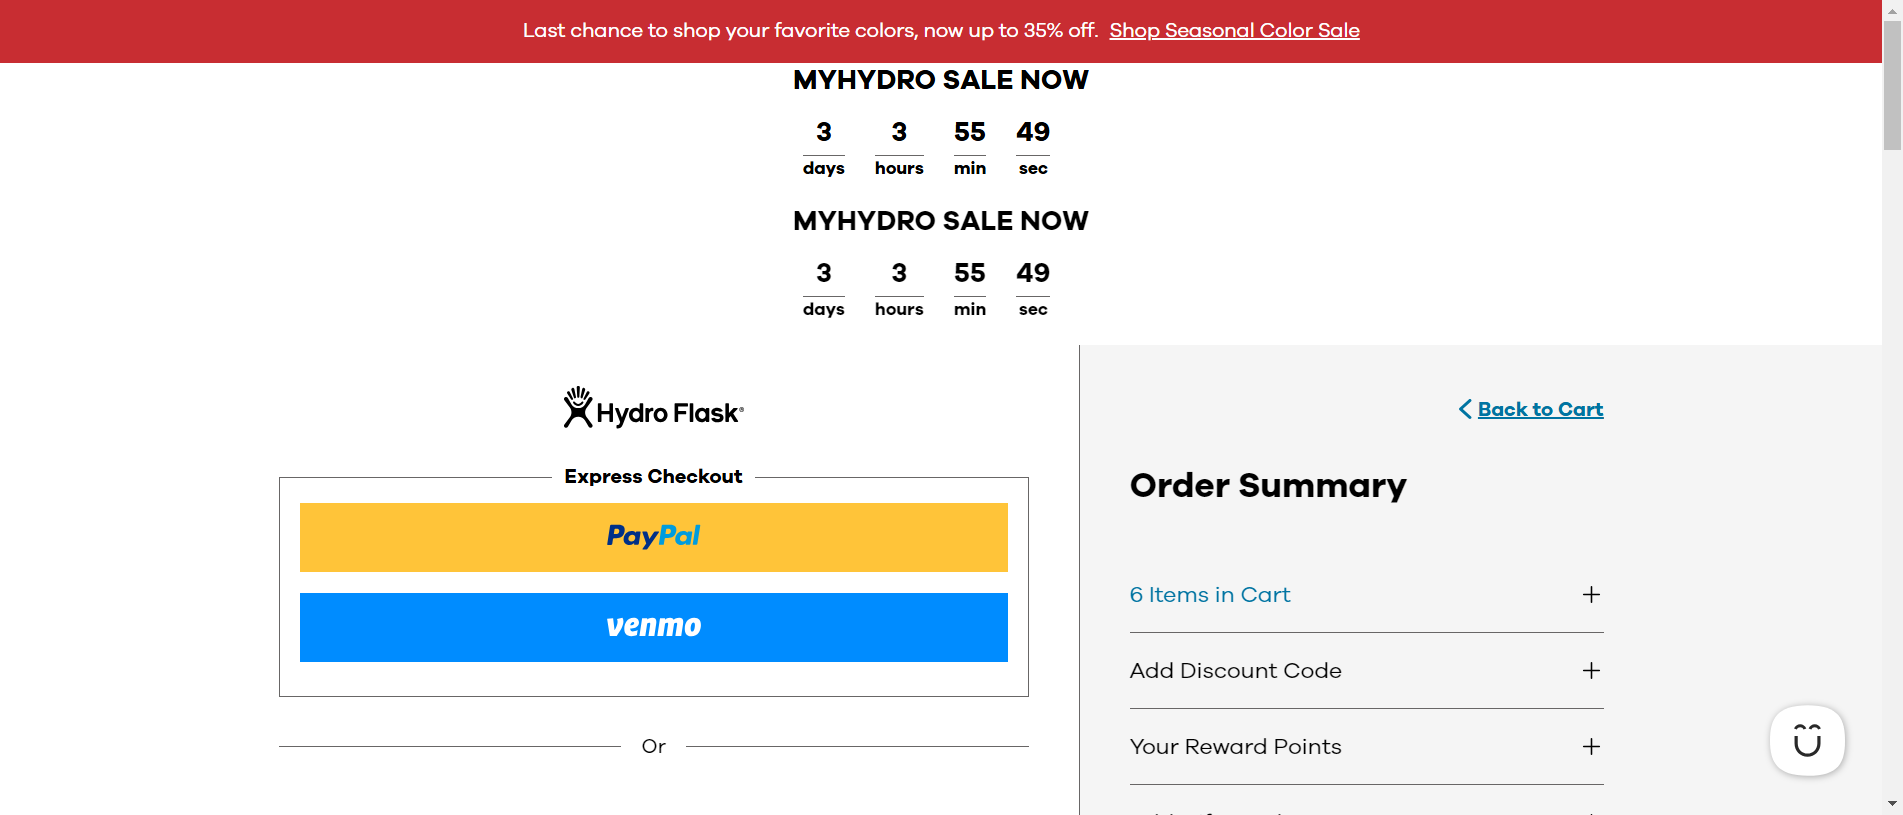 Last chance to shop your favorite colors, now up to 35% off. Shop Seasonal Color Sale
MYHYDRO SALE NOW
3 3 55 49
days hours min sec
MYHYDRO SALE NOW
3 3 55 49
days hours min sec
Hydro Flask®
Express Checkout
PayPal
venmo
Or
Back to Cart
Order Summary
6 Items in Cart
Add Discount Code
Your Reward Points